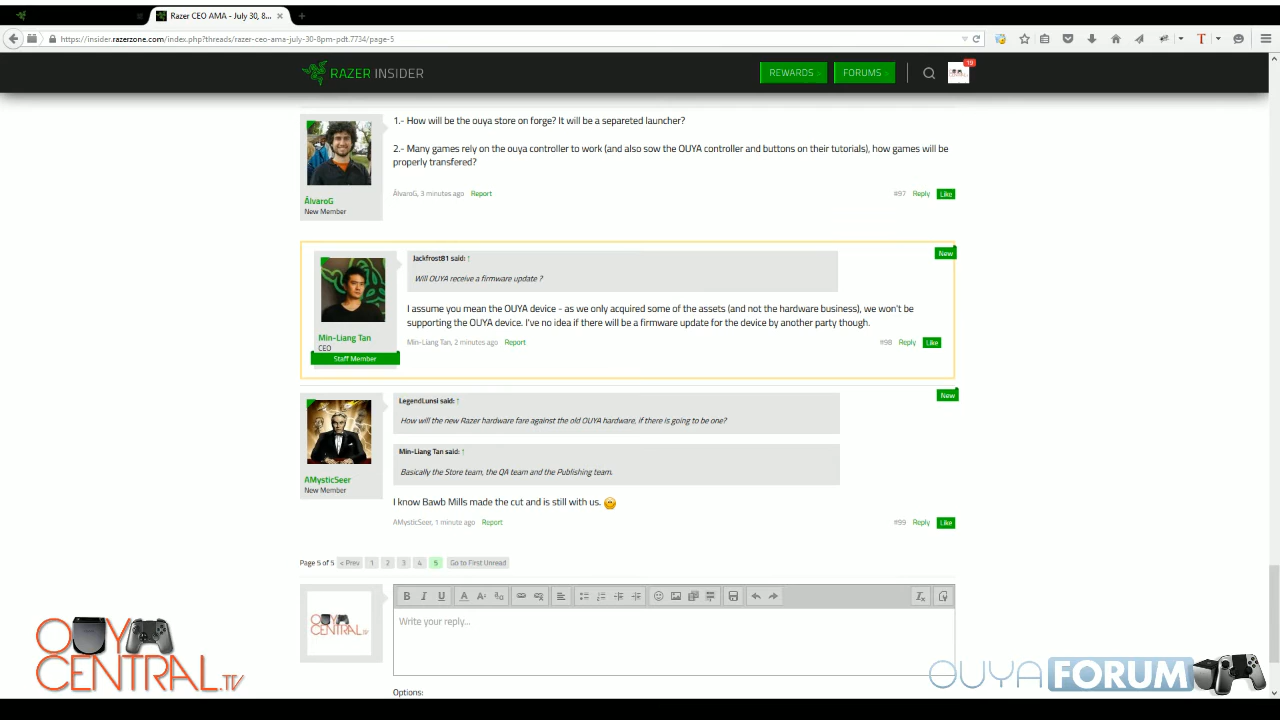 Razer CEO AMA - July 30, 8...
https://insider.razerzone.com/index.php?threads/razer-ceo-ama-july-30-8pm-pdt.7734/page-5
RAZER INSIDER
REWARDS
FORUMS
19
1.- How will be the ouya store on forge? It will be a separeted launcher?
2.- Many games rely on the ouya controller to work (and also sow the OUYA controller and buttons on their tutorials), how games will be
properly transfered?
ÁlvaroG, 3 minutes ago Report
#97 Reply Like
ÁlvaroG
New Member
New
Jackfrost81 said: ↑
Will OUYA receive a firmware update ?
I assume you mean the OUYA device - as we only acquired some of the assets (and not the hardware business), we won't be
supporting the OUYA device. I've no idea if there will be a firmware update for the device by another party though.
Min-Liang Tan
CEO
Staff Member
Min-Liang Tan, 2 minutes ago Report
#98 Reply Like
New
LegendLunsi said: ↑
How will the new Razer hardware fare against the old OUYA hardware, if there is going to be one?
Min-Liang Tan said: ↑
Basically the Store team, the QA team and the Publishing team.
AMysticSeer
New Member
I know Bawb Mills made the cut and is still with us.
AMysticSeer, 1 minute ago Report
#99 Reply Like
Page 5 of 5 < Prev 1 2 3 4 5 Go to First Unread
B I U
Write your reply...
Options:
OUYA
CENTRAL.TV
OUYAFORUM